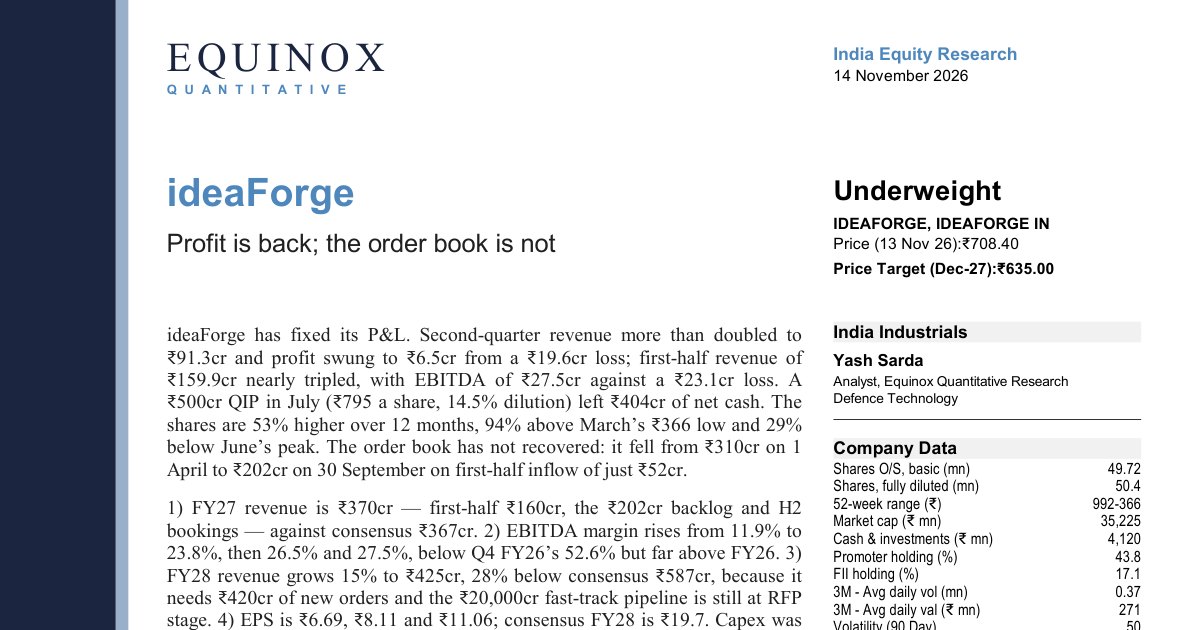 EQUINOX
QUANTITATIVE
India Equity Research
14 November 2026
ideaForge
Profit is back; the order book is not
Underweight
IDEAFORGE, IDEAFORGE IN
Price (13 Nov 26):₹708.40
Price Target (Dec-27):₹635.00
ideaForge has fixed its P&L. Second-quarter revenue more than doubled to
₹91.3cr and profit swung to ₹6.5cr from a ₹19.6cr loss; first-half revenue of
₹159.9cr nearly tripled, with EBITDA of ₹27.5cr against a ₹23.1cr loss. A
₹500cr QIP in July (₹795 a share, 14.5% dilution) left ₹404cr of net cash. The
shares are 53% higher over 12 months, 94% above March's ₹366 low and 29%
below June's peak. The order book has not recovered: it fell from ₹310cr on 1
April to ₹202cr on 30 September on first-half inflow of just ₹52cr.
1) FY27 revenue is ₹370cr — first-half ₹160cr, the ₹202cr backlog and H2
bookings — against consensus ₹367cr. 2) EBITDA margin rises from 11.9% to
23.8%, then 26.5% and 27.5%, below Q4 FY26's 52.6% but far above FY26. 3)
FY28 revenue grows 15% to ₹425cr, 28% below consensus ₹587cr, because it
needs ₹420cr of new orders and the ₹20,000cr fast-track pipeline is still at RFP
stage. 4) EPS is ₹6.69, ₹8.11 and ₹11.06; consensus FY28 is ₹19.7. Capex was
India Industrials
Yash Sarda
Analyst, Equinox Quantitative Research
Defence Technology
Company Data
Shares O/S, basic (mn) 49.72
Shares, fully diluted (mn) 50.4
52-week range (₹) 992-366
Market cap (₹ mn) 35,225
Cash & investments (₹ mn) 4,120
Promoter holding (%) 43.8
FII holding (%) 17.1
3M - Avg daily vol (mn) 0.37
3M - Avg daily val (₹ mn) 271
Volatility (90 Day) 50